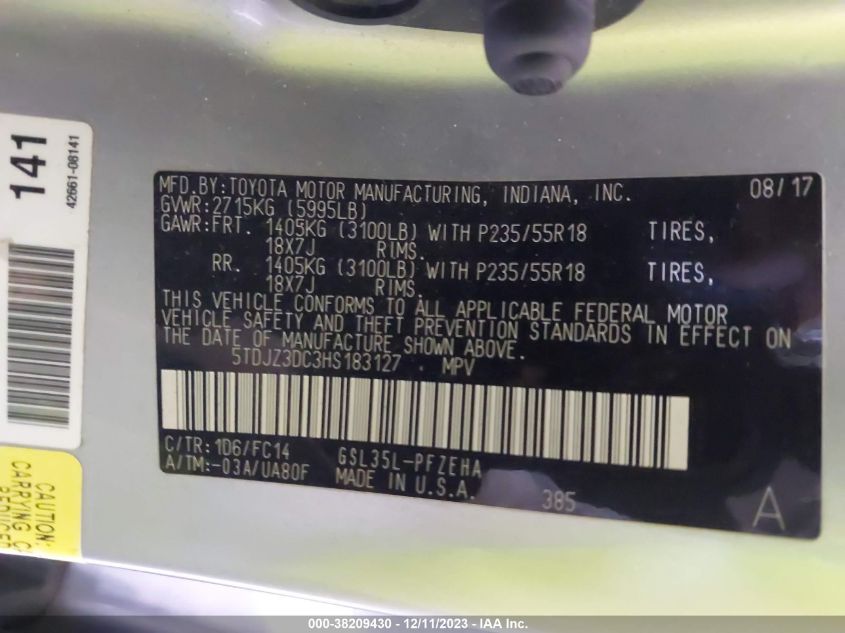 141
42661-08141
MFD.BY:TOYOTA MOTOR MANUFACTURING, INDIANA, INC. 08/17
GVWR:2715KG (5995LB)
GAWR:FRT. 1405KG (3100LB) WITH P235/55R18 TIRES,
18X7J RIMS.
RR. 1405KG (3100LB) WITH P235/55R18 TIRES,
18X7J RIMS.
THIS VEHICLE CONFORMS TO ALL APPLICABLE FEDERAL MOTOR
VEHICLE SAFETY AND THEFT PREVENTION STANDARDS IN EFFECT ON
THE DATE OF MANUFACTURE SHOWN ABOVE.
5TDJZ3DC3HS183127 · MPV
C/TR:1D6/FC14 GSL35L-PFZEHA
A/TM:-03A/UA80F MADE IN U.S.A. 385 A
CAUTION:
CARRYING C
000-38209430 - 12/11/2023 - IAA Inc.